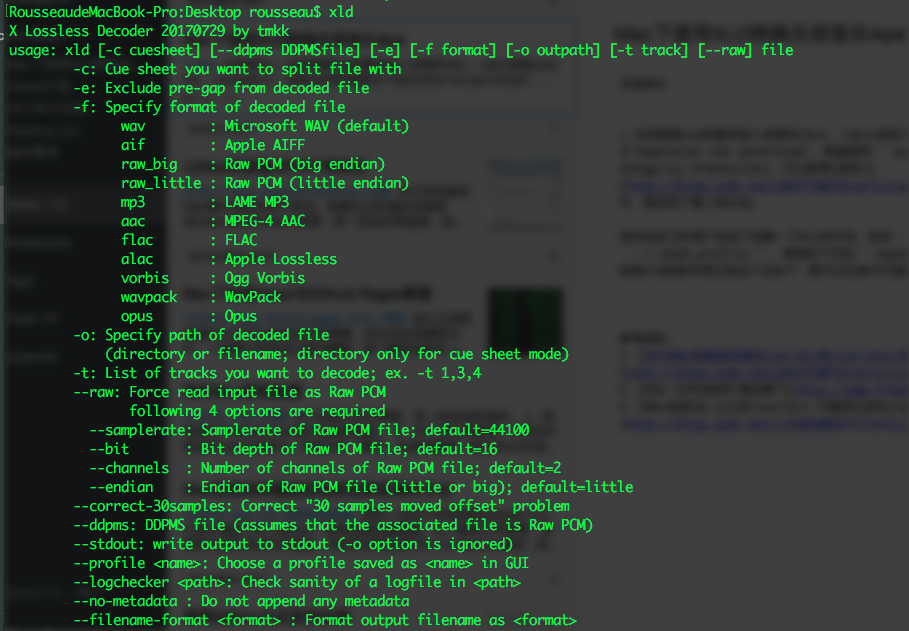 [RousseaudeMacBook-Pro:Desktop rousseau$ xld
X Lossless Decoder 20170729 by tmkk
usage: xld [-c cuesheet] [--ddpms DDPMSfile] [-e] [-f format] [-o outpath] [-t track] [--raw] file
-c: Cue sheet you want to split file with
-e: Exclude pre-gap from decoded file
-f: Specify format of decoded file
wav : Microsoft WAV (default)
aif : Apple AIFF
raw_big : Raw PCM (big endian)
raw_little : Raw PCM (little endian)
mp3 : LAME MP3
aac : MPEG-4 AAC
flac : FLAC
alac : Apple Lossless
vorbis : Ogg Vorbis
wavpack : WavPack
opus : Opus
-o: Specify path of decoded file
(directory or filename; directory only for cue sheet mode)
-t: List of tracks you want to decode; ex. -t 1,3,4
--raw: Force read input file as Raw PCM
following 4 options are required
--samplerate: Samplerate of Raw PCM file; default=44100
--bit : Bit depth of Raw PCM file; default=16
--channels : Number of channels of Raw PCM file; default=2
--endian : Endian of Raw PCM file (little or big); default=little
--correct-30samples: Correct "30 samples moved offset" problem
--ddpms: DDPMS file (assumes that the associated file is Raw PCM)
--stdout: write output to stdout (-o option is ignored)
--profile <name>: Choose a profile saved as <name> in GUI
--logchecker <path>: Check sanity of a logfile in <path>
--no-metadata : Do not append any metadata
--filename-format <format> : Format output filename as <format>